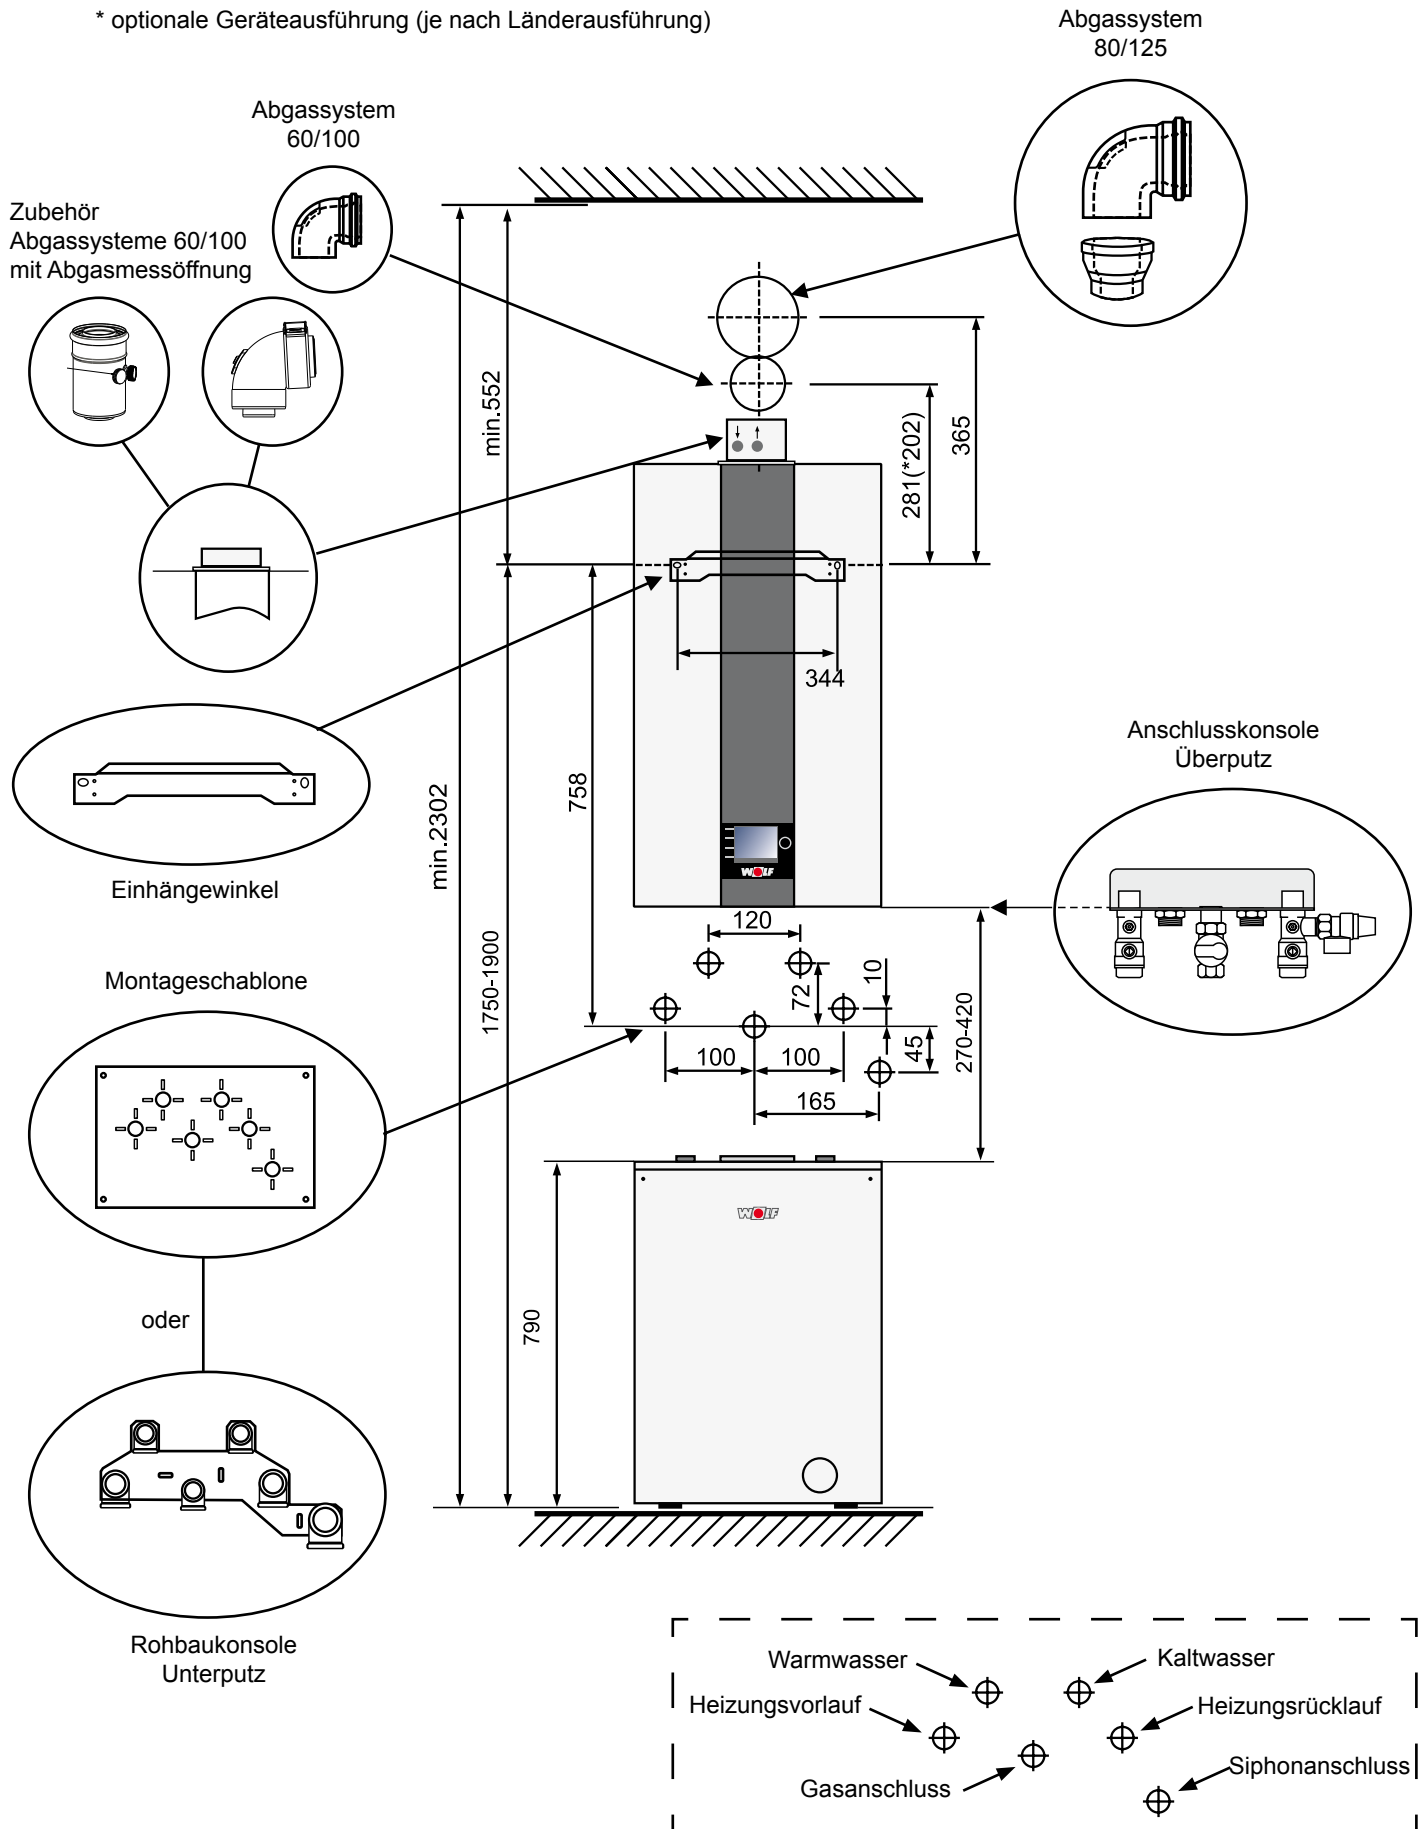 * optionale Geräteausführung (je nach Länderausführung)
Abgassystem
80/125
Abgassystem
60/100
Zubehör
Abgassysteme 60/100
mit Abgasmessöffnung
min.552
281(*202)
365
344
Einhängewinkel
min.2302
758
1750-1900
WOLF
Anschlusskonsole
Überputz
120
72
10
45
270-420
100
100
165
Montageschablone
oder
790
WOLF
Rohbaukonsole
Unterputz
Warmwasser
Kaltwasser
Heizungsvorlauf
Heizungsrücklauf
Gasanschluss
Siphonanschluss